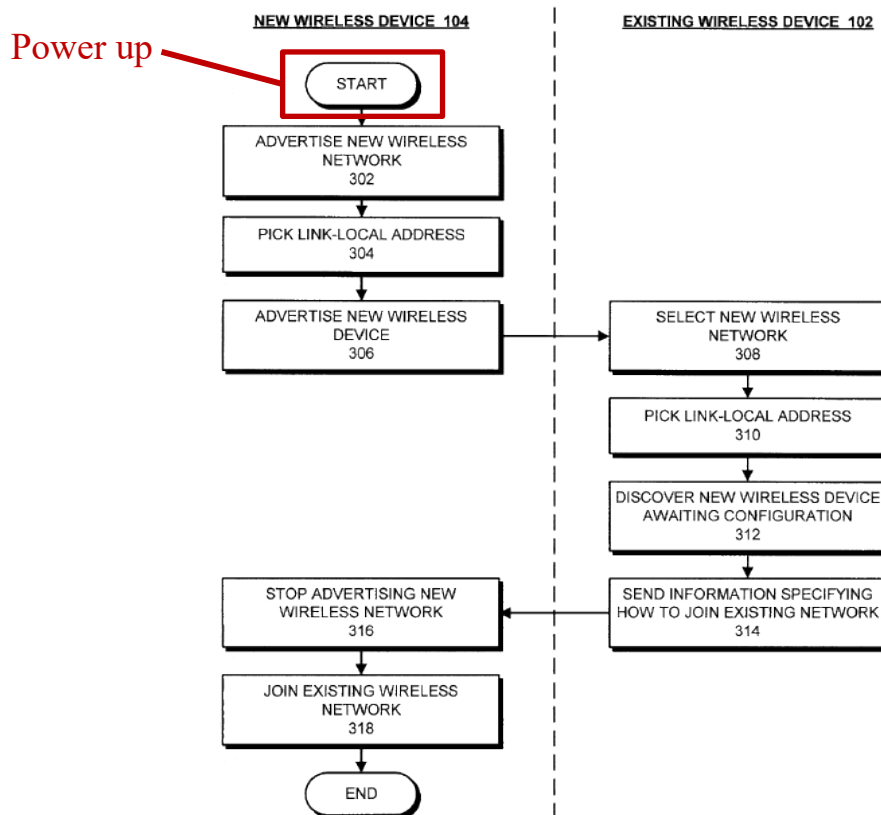 NEW WIRELESS DEVICE 104
EXISTING WIRELESS DEVICE 102
Power up
START
ADVERTISE NEW WIRELESS
NETWORK
302
PICK LINK-LOCAL ADDRESS
304
ADVERTISE NEW WIRELESS
DEVICE
306
SELECT NEW WIRELESS
NETWORK
308
PICK LINK-LOCAL ADDRESS
310
DISCOVER NEW WIRELESS DEVICE
AWAITING CONFIGURATION
312
SEND INFORMATION SPECIFYING
HOW TO JOIN EXISTING NETWORK
314
STOP ADVERTISING NEW
WIRELESS NETWORK
316
JOIN EXISTING WIRELESS
NETWORK
318
END